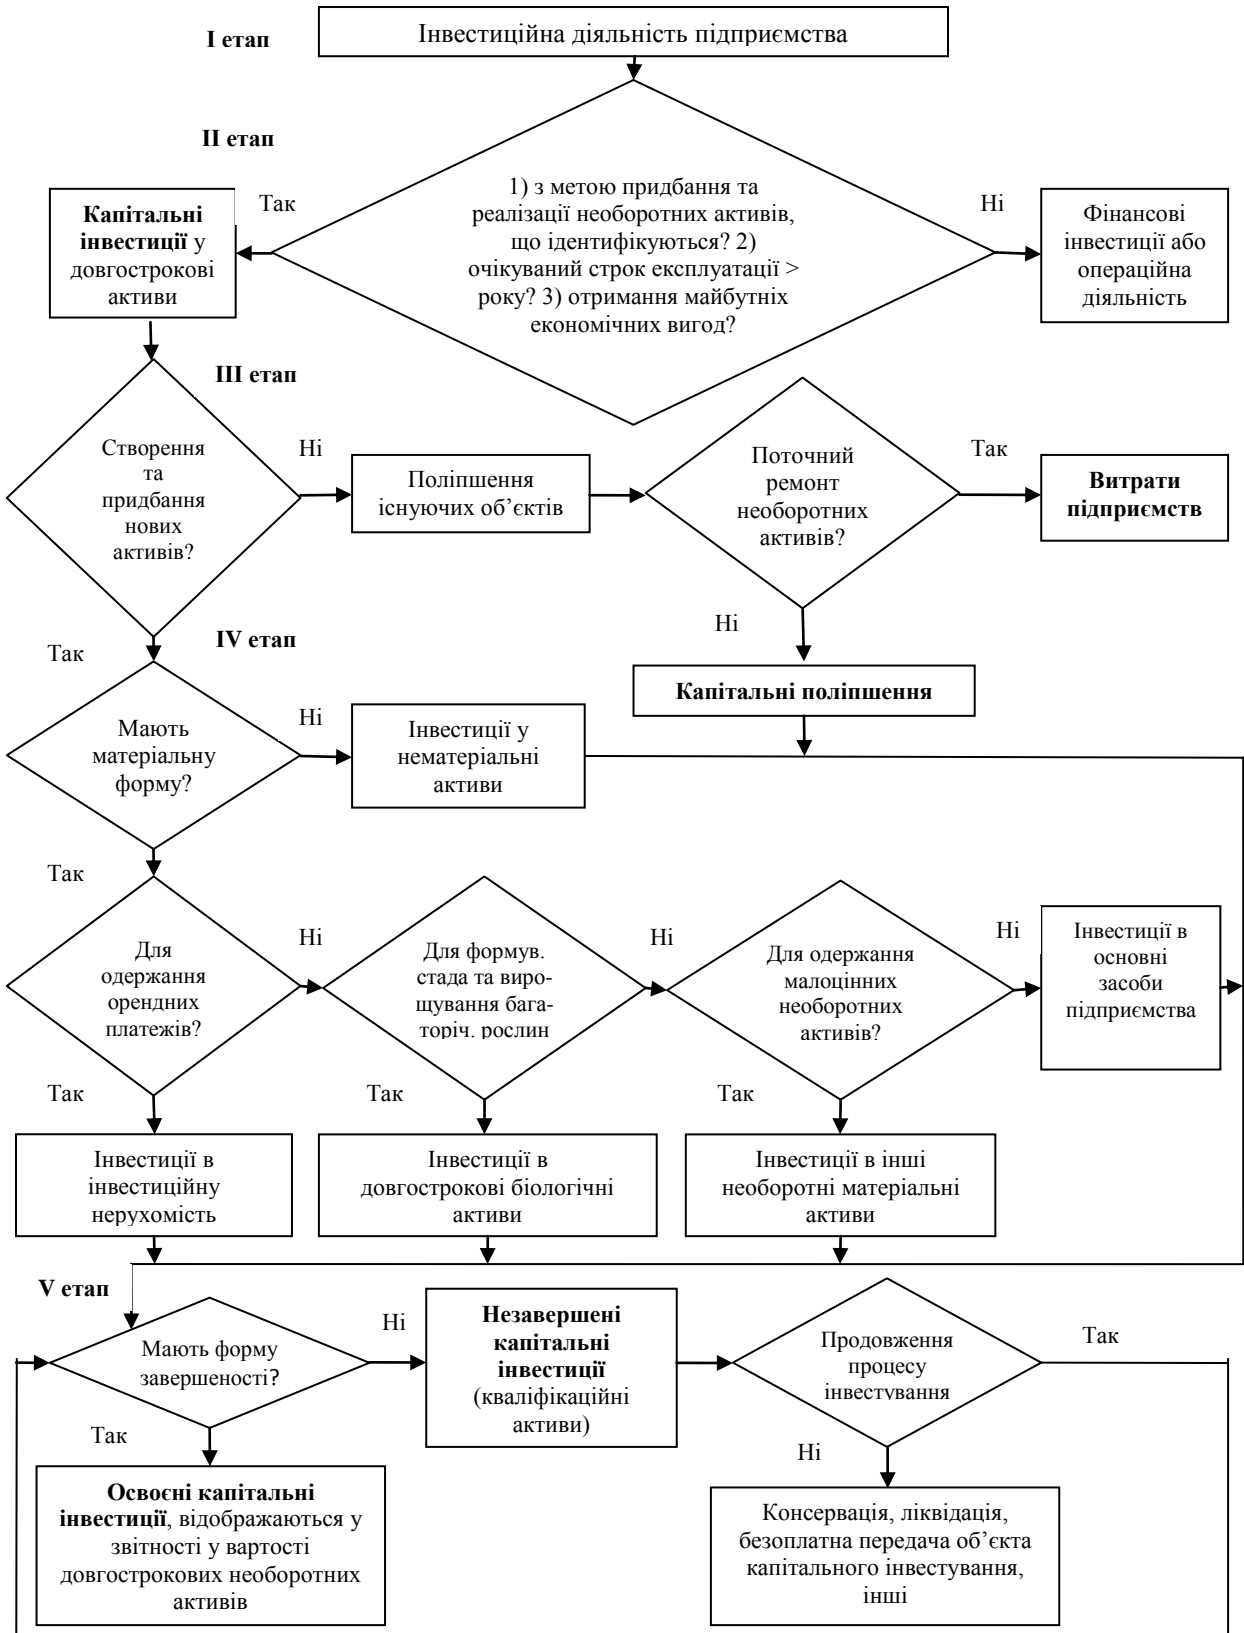 І етап
Інвестиційна діяльність підприємства
ІІ етап
1) з метою придбання та
реалізації необоротних активів,
що ідентифікуються? 2)
очікуваний строк експлуатації >
року? 3) отримання майбутніх
економічних вигод?
Так
Ні
Капітальні
інвестиції у
довгострокові
активи
Фінансові
інвестиції або
операційна
діяльність
ІІІ етап
Створення
та
придбання
нових
активів?
Ні
Поліпшення
існуючих об’єктів
Поточний
ремонт
необоротних
активів?
Так
Витрати
підприємств
Ні
Капітальні поліпшення
Так
IV етап
Мають
матеріальну
форму?
Ні
Інвестиції у
нематеріальні
активи
Так
Для
одержання
орендних
платежів?
Ні
Для формув.
стада та виро-
щування бага-
торіч. рослин
Ні
Для одержання
малоцінних
необоротних
активів?
Ні
Інвестиції в
основні
засоби
підприємства
Так
Так
Так
Інвестиції в
інвестиційну
нерухомість
Інвестиції в
довгострокові біологічні
активи
Інвестиції в інші
необоротні матеріальні
активи
V етап
Мають форму
завершеності?
Ні
Незавершені
капітальні
інвестиції
(кваліфікаційні
активи)
Продовження
процесу
інвестування
Так
Так
Ні
Освоєні капітальні
інвестиції, відображаються у
звітності у вартості
довгострокових необоротних
активів
Консервація, ліквідація,
безоплатна передача об’єкта
капітального інвестування,
інші